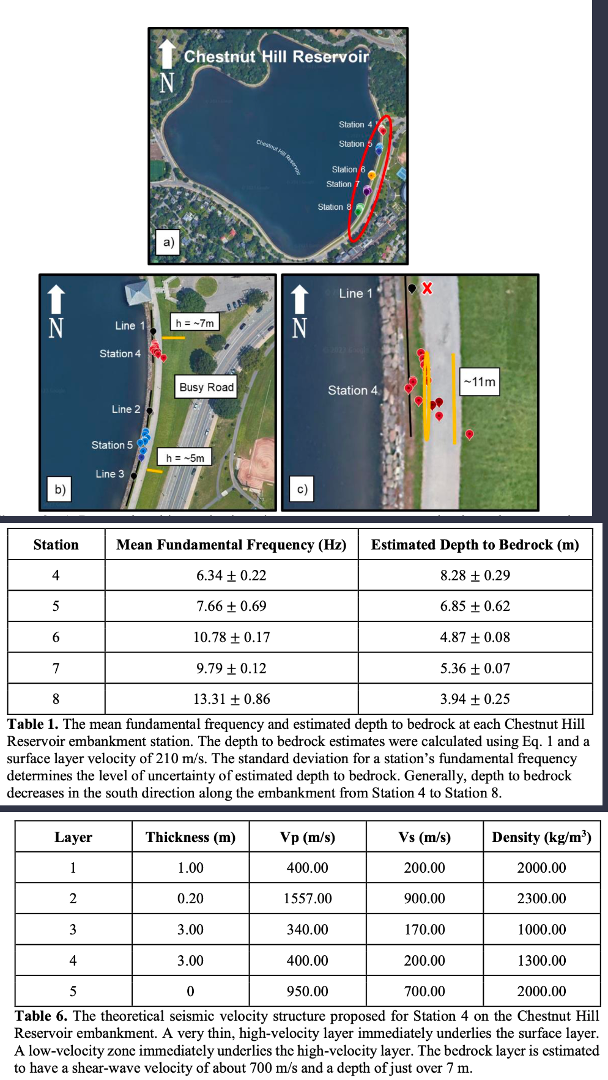 Chestnut Hill Reservoir
N
Station 4
Station 5
Chestnut Hill Reservoir
Station 6
Station 7
Station 8
a)
N
Line 1
h = ~7m
Station 4
Busy Road
Line 2
Station 5
h = ~5m
Line 3
b)
N
Line 1
X
~11m
Station 4
c)
Station Mean Fundamental Frequency (Hz) Estimated Depth to Bedrock (m)
4 6.34 ± 0.22 8.28 ± 0.29
5 7.66 ± 0.69 6.85 ± 0.62
6 10.78 ± 0.17 4.87 ± 0.08
7 9.79 ± 0.12 5.36 ± 0.07
8 13.31 ± 0.86 3.94 ± 0.25
Table 1. The mean fundamental frequency and estimated depth to bedrock at each Chestnut Hill
Reservoir embankment station. The depth to bedrock estimates were calculated using Eq. 1 and a
surface layer velocity of 210 m/s. The standard deviation for a station's fundamental frequency
determines the level of uncertainty of estimated depth to bedrock. Generally, depth to bedrock
decreases in the south direction along the embankment from Station 4 to Station 8.
Layer Thickness (m) Vp (m/s) Vs (m/s) Density (kg/m³)
1 1.00 400.00 200.00 2000.00
2 0.20 1557.00 900.00 2300.00
3 3.00 340.00 170.00 1000.00
4 3.00 400.00 200.00 1300.00
5 0 950.00 700.00 2000.00
Table 6. The theoretical seismic velocity structure proposed for Station 4 on the Chestnut Hill
Reservoir embankment. A very thin, high-velocity layer immediately underlies the surface layer.
A low-velocity zone immediately underlies the high-velocity layer. The bedrock layer is estimated
to have a shear-wave velocity of about 700 m/s and a depth of just over 7 m.